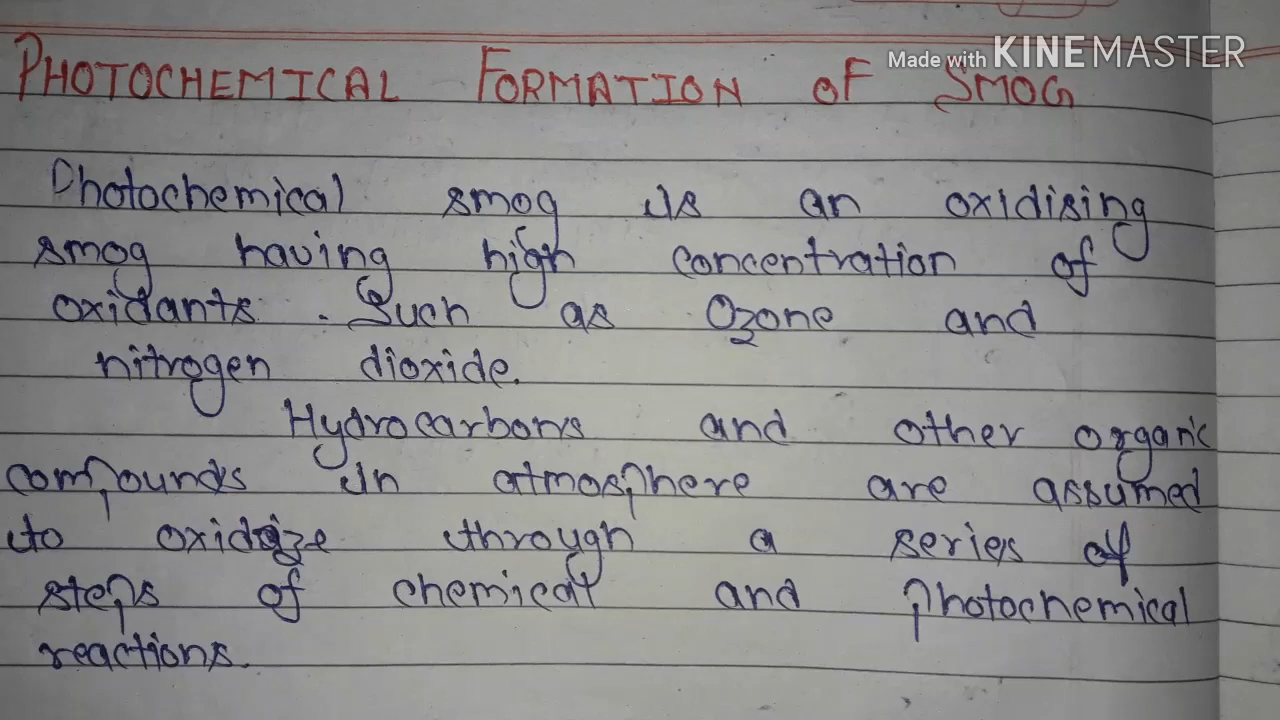 Made with KINEMASTER
PHOTOCHEMICAL FORMATION OF SMOG
Photochemical smog is an oxidising
smog having high concentration of
oxidants. Such as Ozone and
nitrogen dioxide.
Hydrocarbons and other organic
compounds in atmosphere are assumed
to oxidize through a series of
steps of chemical and photochemical
reactions.